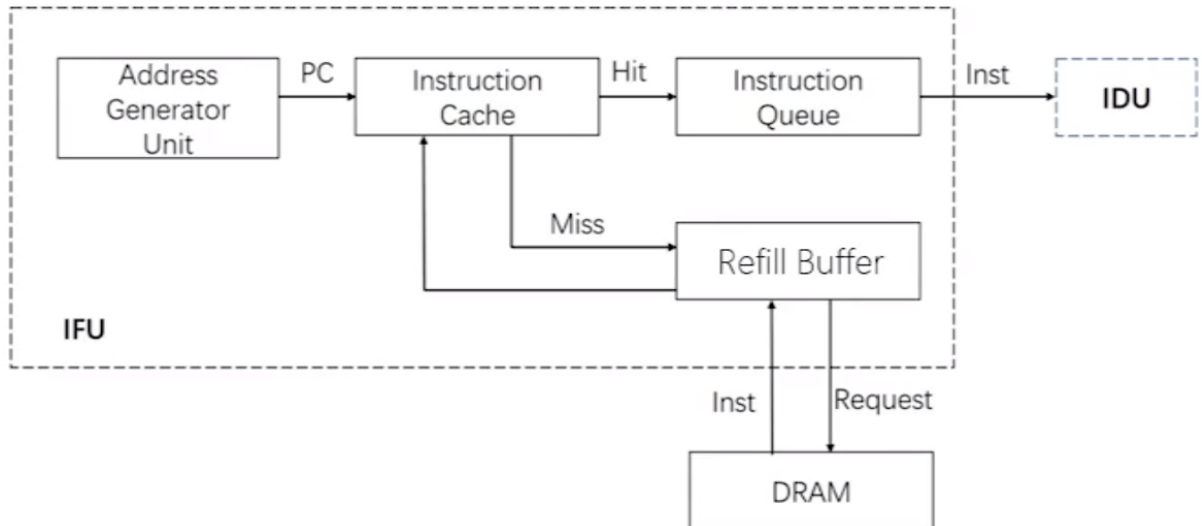 Address
Generator
Unit
PC
Instruction
Cache
Hit
Instruction
Queue
Inst
IDU
Miss
Refill Buffer
IFU
Inst
Request
DRAM